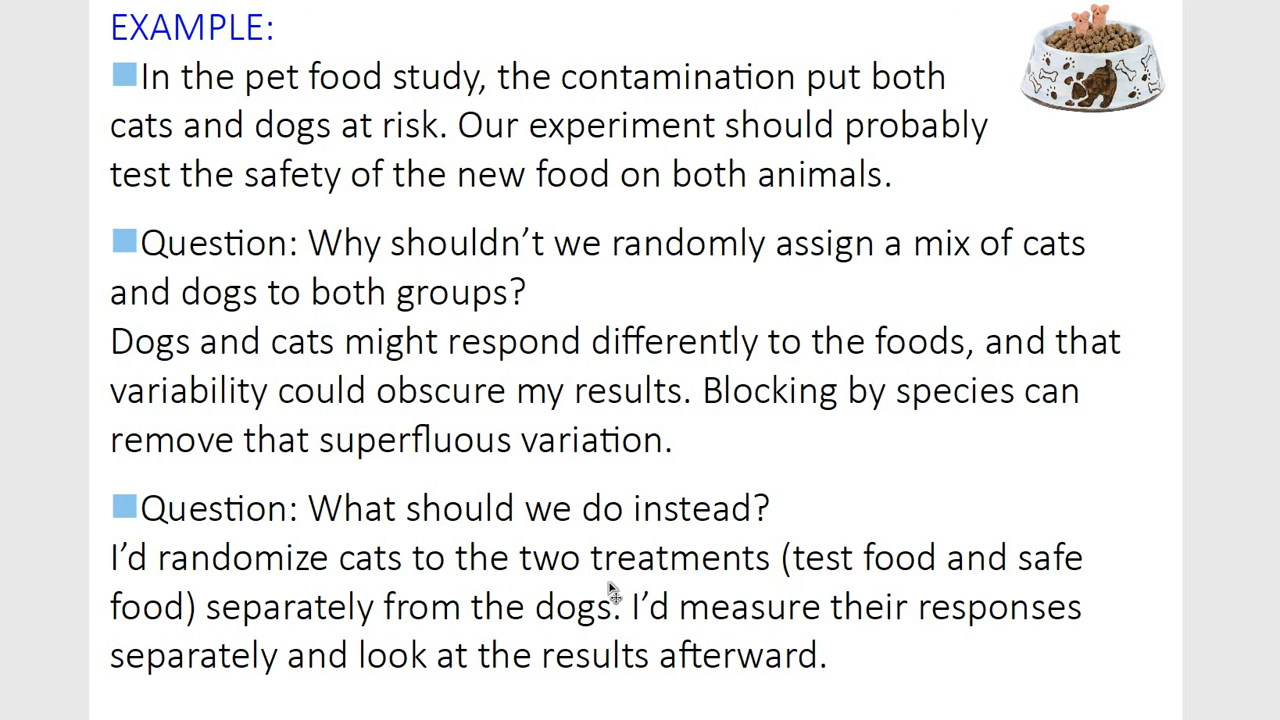 EXAMPLE:
In the pet food study, the contamination put both
cats and dogs at risk. Our experiment should probably
test the safety of the new food on both animals.
Question: Why shouldn’t we randomly assign a mix of cats
and dogs to both groups?
Dogs and cats might respond differently to the foods, and that
variability could obscure my results. Blocking by species can
remove that superfluous variation.
Question: What should we do instead?
I’d randomize cats to the two treatments (test food and safe
food) separately from the dogs. I’d measure their responses
separately and look at the results afterward.